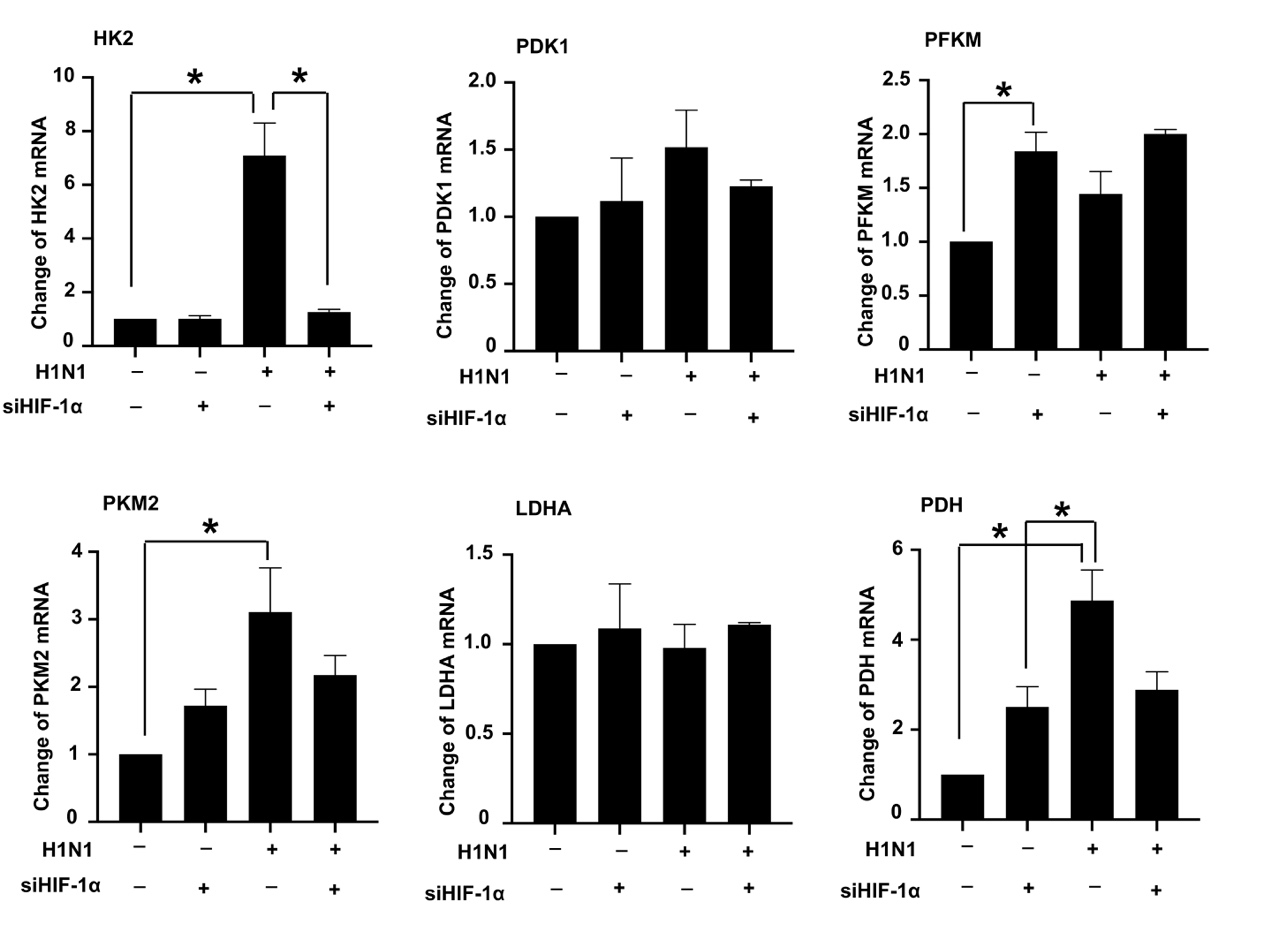 HK2
*
*
Change of HK2 mRNA
10
8
6
4
2
0
H1N1 – – + +
siHIF-1α – + – +
PDK1
Change of PDK1 mRNA
2.0
1.5
1.0
0.5
0
H1N1 – – + +
siHIF-1α – + – +
PFKM
*
Change of PFKM mRNA
2.5
2.0
1.5
1.0
0.5
0
H1N1 – – + +
siHIF-1α – + – +
PKM2
*
Change of PKM2 mRNA
4
3
2
1
0
H1N1 – – + +
siHIF-1α – + – +
LDHA
Change of LDHA mRNA
1.5
1.0
0.5
0
H1N1 – – + +
siHIF-1α – + – +
PDH
*
*
Change of PDH mRNA
6
4
2
0
H1N1 – – + +
siHIF-1α – + – +